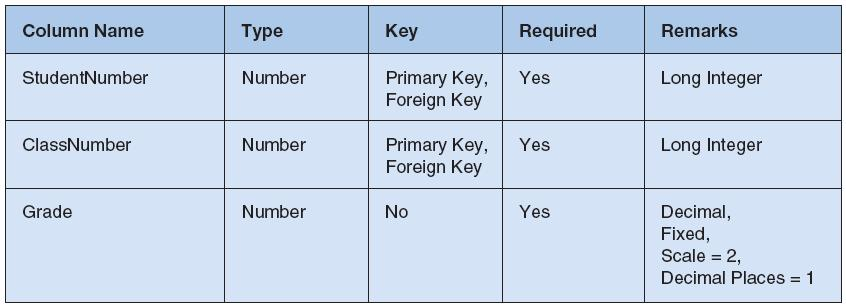 Column Name Type Key Required Remarks
StudentNumber Number Primary Key, Yes Long Integer
Foreign Key
ClassNumber Number Primary Key, Yes Long Integer
Foreign Key
Grade Number No Yes Decimal,
Fixed,
Scale = 2,
Decimal Places = 1